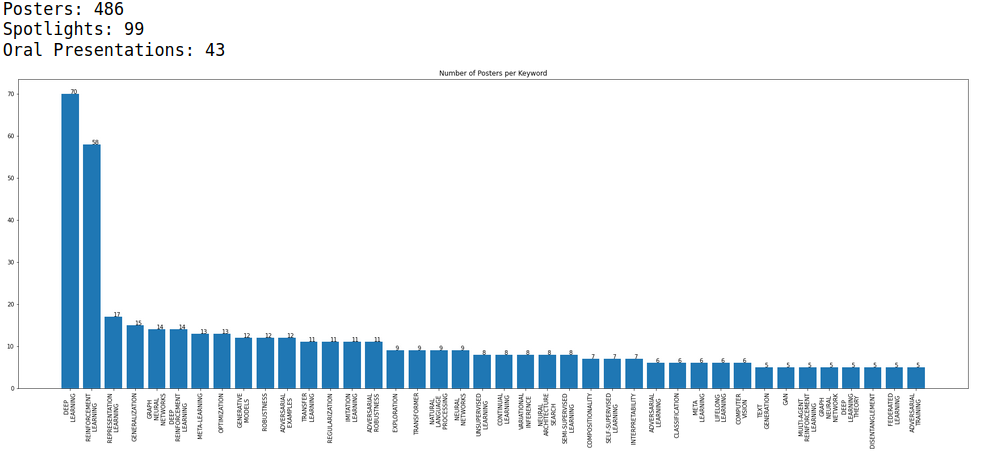 Posters: 486
Spotlights: 99
Oral Presentations: 43
Number of Posters per Keyword
70
60
50
40
30
20
10
0
70
58
17
15
14
14
13
13
12
12
12
11
11
11
11
9
9
9
9
8
8
8
8
8
7
7
7
6
6
6
6
6
5
5
5
5
5
5
5
5
DEEP
LEARNING
REINFORCEMENT
LEARNING
REPRESENTATION
LEARNING
GENERALIZATION
GRAPH
NEURAL
NETWORKS
DEEP
REINFORCEMENT
LEARNING
META-LEARNING
OPTIMIZATION
GENERATIVE
MODELS
ROBUSTNESS
ADVERSARIAL
EXAMPLES
TRANSFER
LEARNING
REGULARIZATION
IMITATION
LEARNING
ADVERSARIAL
ROBUSTNESS
EXPLORATION
TRANSFORMER
NATURAL
LANGUAGE
PROCESSING
NEURAL
NETWORKS
UNSUPERVISED
LEARNING
CONTINUAL
LEARNING
VARIATIONAL
INFERENCE
NEURAL
ARCHITECTURE
SEARCH
SEMI-SUPERVISED
LEARNING
COMPOSITIONALITY
SELF-SUPERVISED
LEARNING
INTERPRETABILITY
ADVERSARIAL
LEARNING
CLASSIFICATION
META
LEARNING
LIFELONG
LEARNING
COMPUTER
VISION
TEXT
GENERATION
GAN
MULTI-AGENT
REINFORCEMENT
LEARNING
GRAPH
NEURAL
NETWORK
DEEP
LEARNING
THEORY
DISENTANGLEMENT
FEDERATED
LEARNING
ADVERSARIAL
TRAINING